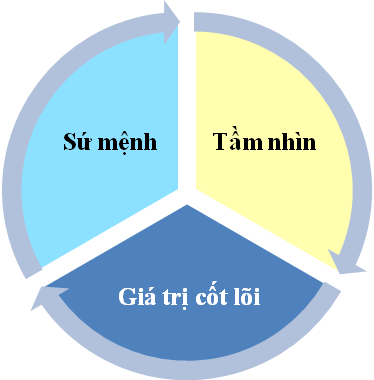 Sứ mệnh
Tầm nhìn
Giá trị cốt lõi